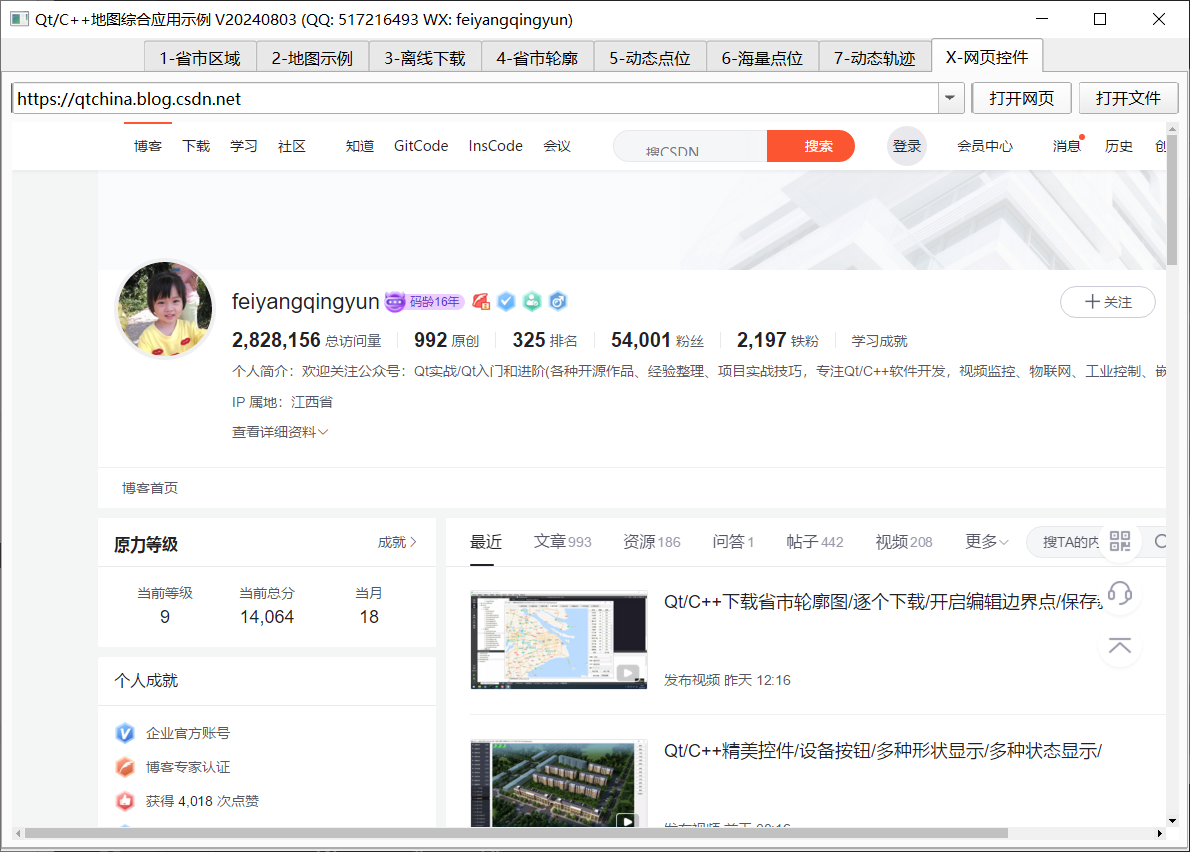 Qt/C++地图综合应用示例 V20240803 (QQ: 517216493 WX: feiyangqingyun)
1-省市区域 2-地图示例 3-离线下载 4-省市轮廓 5-动态点位 6-海量点位 7-动态轨迹 X-网页控件
https://qtchina.blog.csdn.net 打开网页 打开文件
博客 下载 学习 社区 知道 GitCode InsCode 会议 搜CSDN 搜索 登录 会员中心 消息 历史 创
feiyangqingyun 码龄16年 关注
2,828,156 总访问量 992 原创 325 排名 54,001 粉丝 2,197 铁粉 学习成就
个人简介：欢迎关注公众号：Qt实战/Qt入门和进阶(各种开源作品、经验整理、项目实战技巧，专注Qt/C++软件开发，视频监控、物联网、工业控制、嵌
IP 属地：江西省
查看详细资料
博客首页
原力等级 成就
当前等级 当前总分 当月
9 14,064 18
个人成就
企业官方账号
博客专家认证
获得 4,018 次点赞
最近 文章 993 资源 186 问答 1 帖子 442 视频 208 更多 搜TA的内
Qt/C++下载省市轮廓图/逐个下载/开启编辑边界点/保存
发布视频 昨天 12:16
Qt/C++精美控件/设备按钮/多种形状显示/多种状态显示/